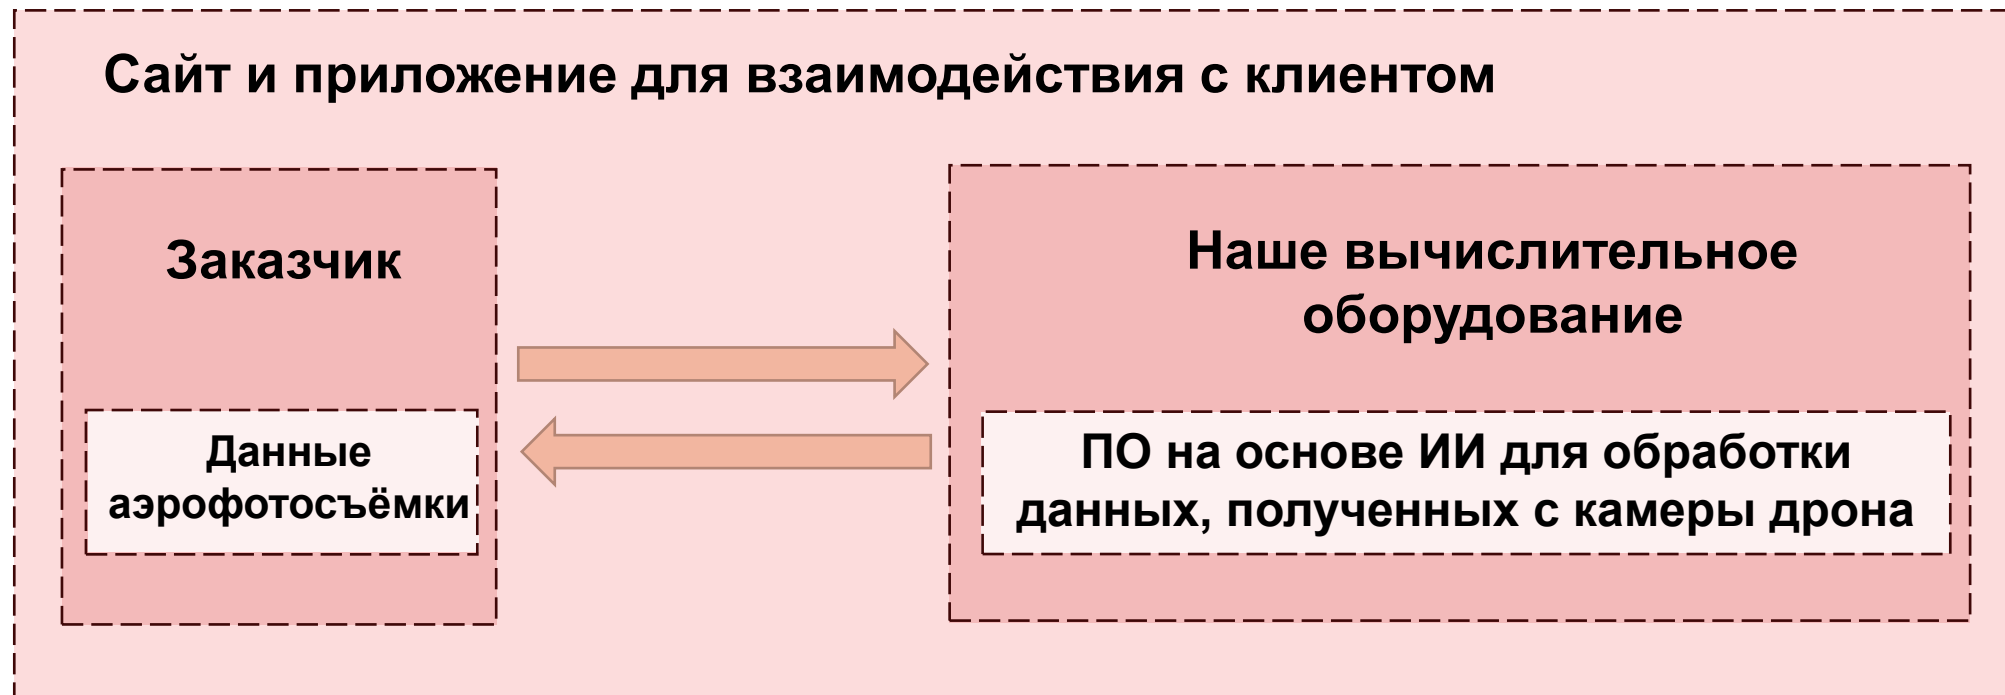 Сайт и приложение для взаимодействия с клиентом
Заказчик
Данные
аэрофотосъёмки
Наше вычислительное
оборудование
ПО на основе ИИ для обработки
данных, полученных с камеры дрона